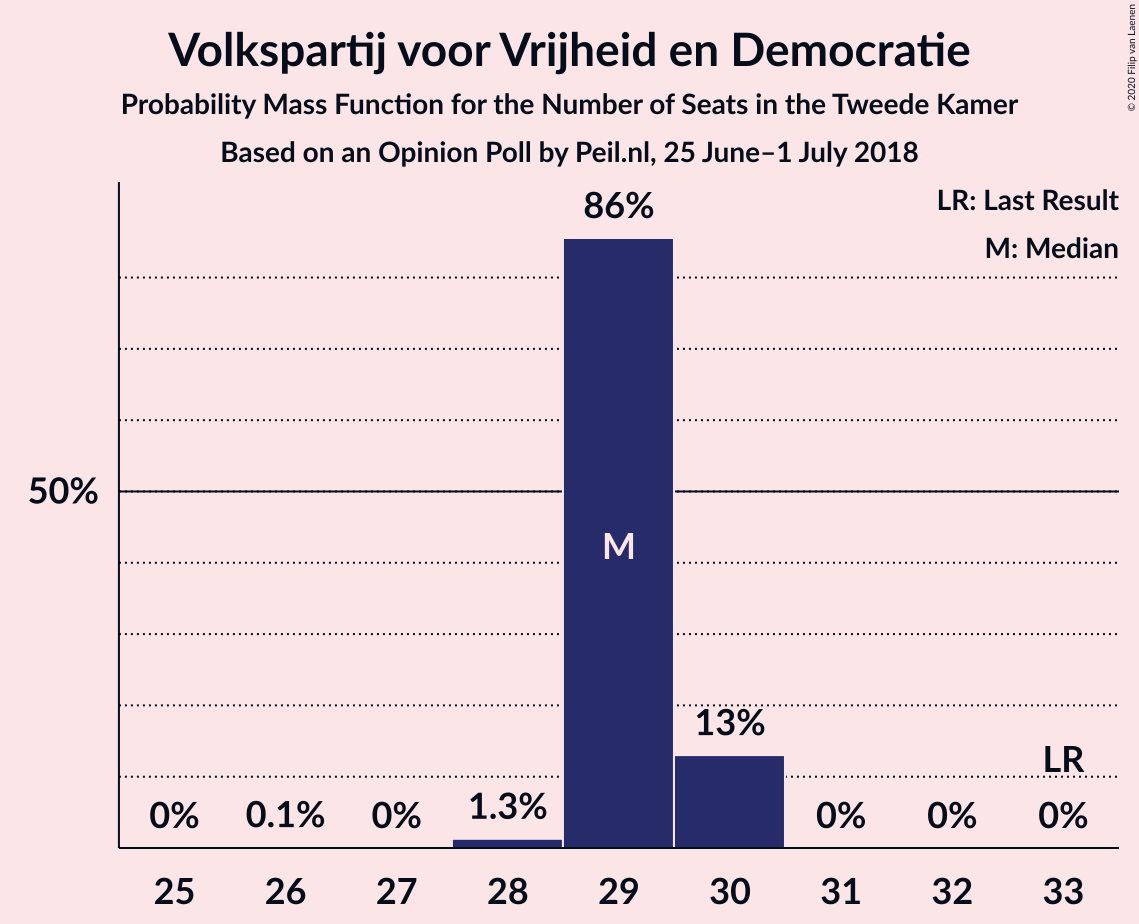 Volkspartij voor Vrijheid en Democratie
Probability Mass Function for the Number of Seats in the Tweede Kamer
Based on an Opinion Poll by Peil.nl, 25 June–1 July 2018
© 2020 Filip van Laenen
LR: Last Result
M: Median
86%
50%
M
13%
LR
1.3%
0%
0.1%
0%
0%
0%
0%
25 26 27 28 29 30 31 32 33